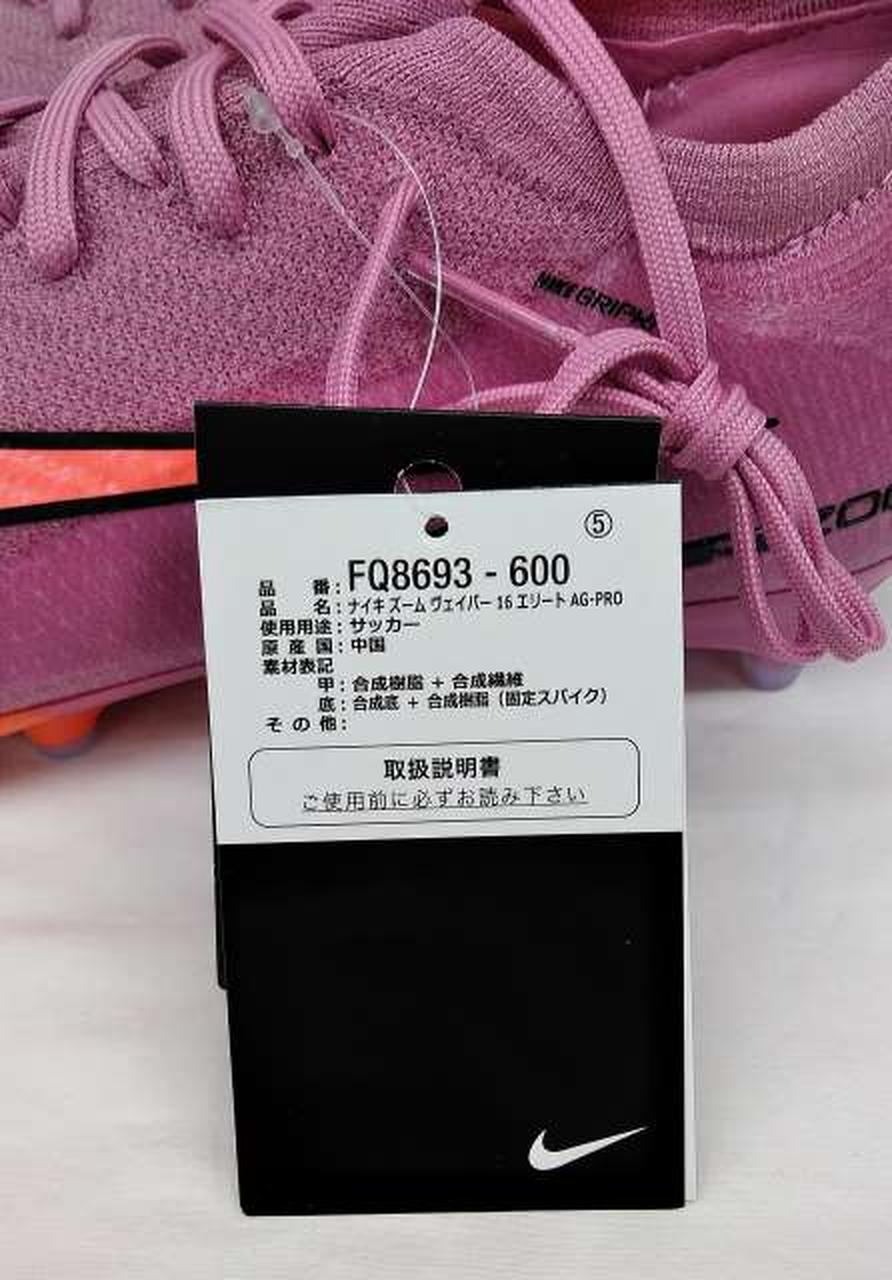 NIKE GRIPKN
ZOO
⑤
品 番: FQ8693 - 600
品 名: ナイキ ズーム ヴェイパー 16 エリート AG-PRO
使用用途: サッカー
原産国: 中国
素材表記
甲: 合成樹脂 + 合成繊維
底: 合成底 + 合成樹脂 (固定スパイク)
その他:
取扱説明書
ご使用前に必ずお読み下さい